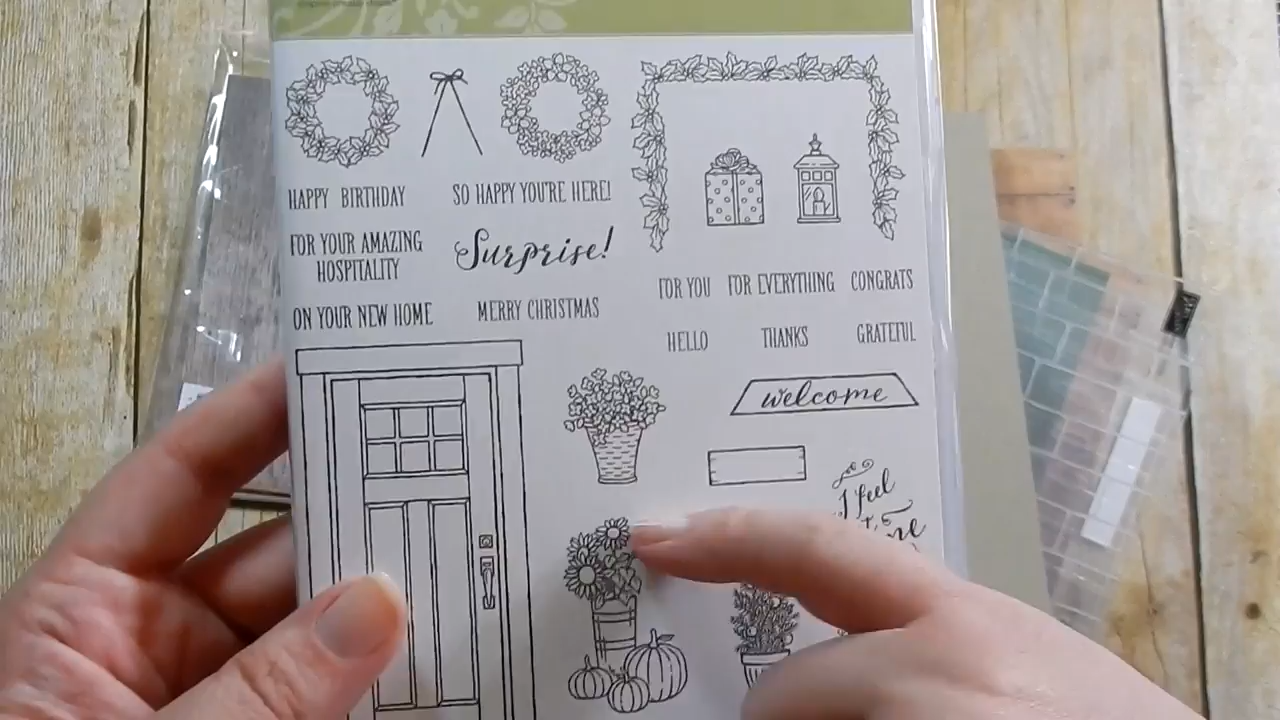 HAPPY BIRTHDAY
SO HAPPY YOU'RE HERE!
FOR YOUR AMAZING
HOSPITALITY
Surprise!
ON YOUR NEW HOME
MERRY CHRISTMAS
FOR YOU
FOR EVERYTHING
CONGRATS
HELLO
THANKS
GRATEFUL
welcome
I feel